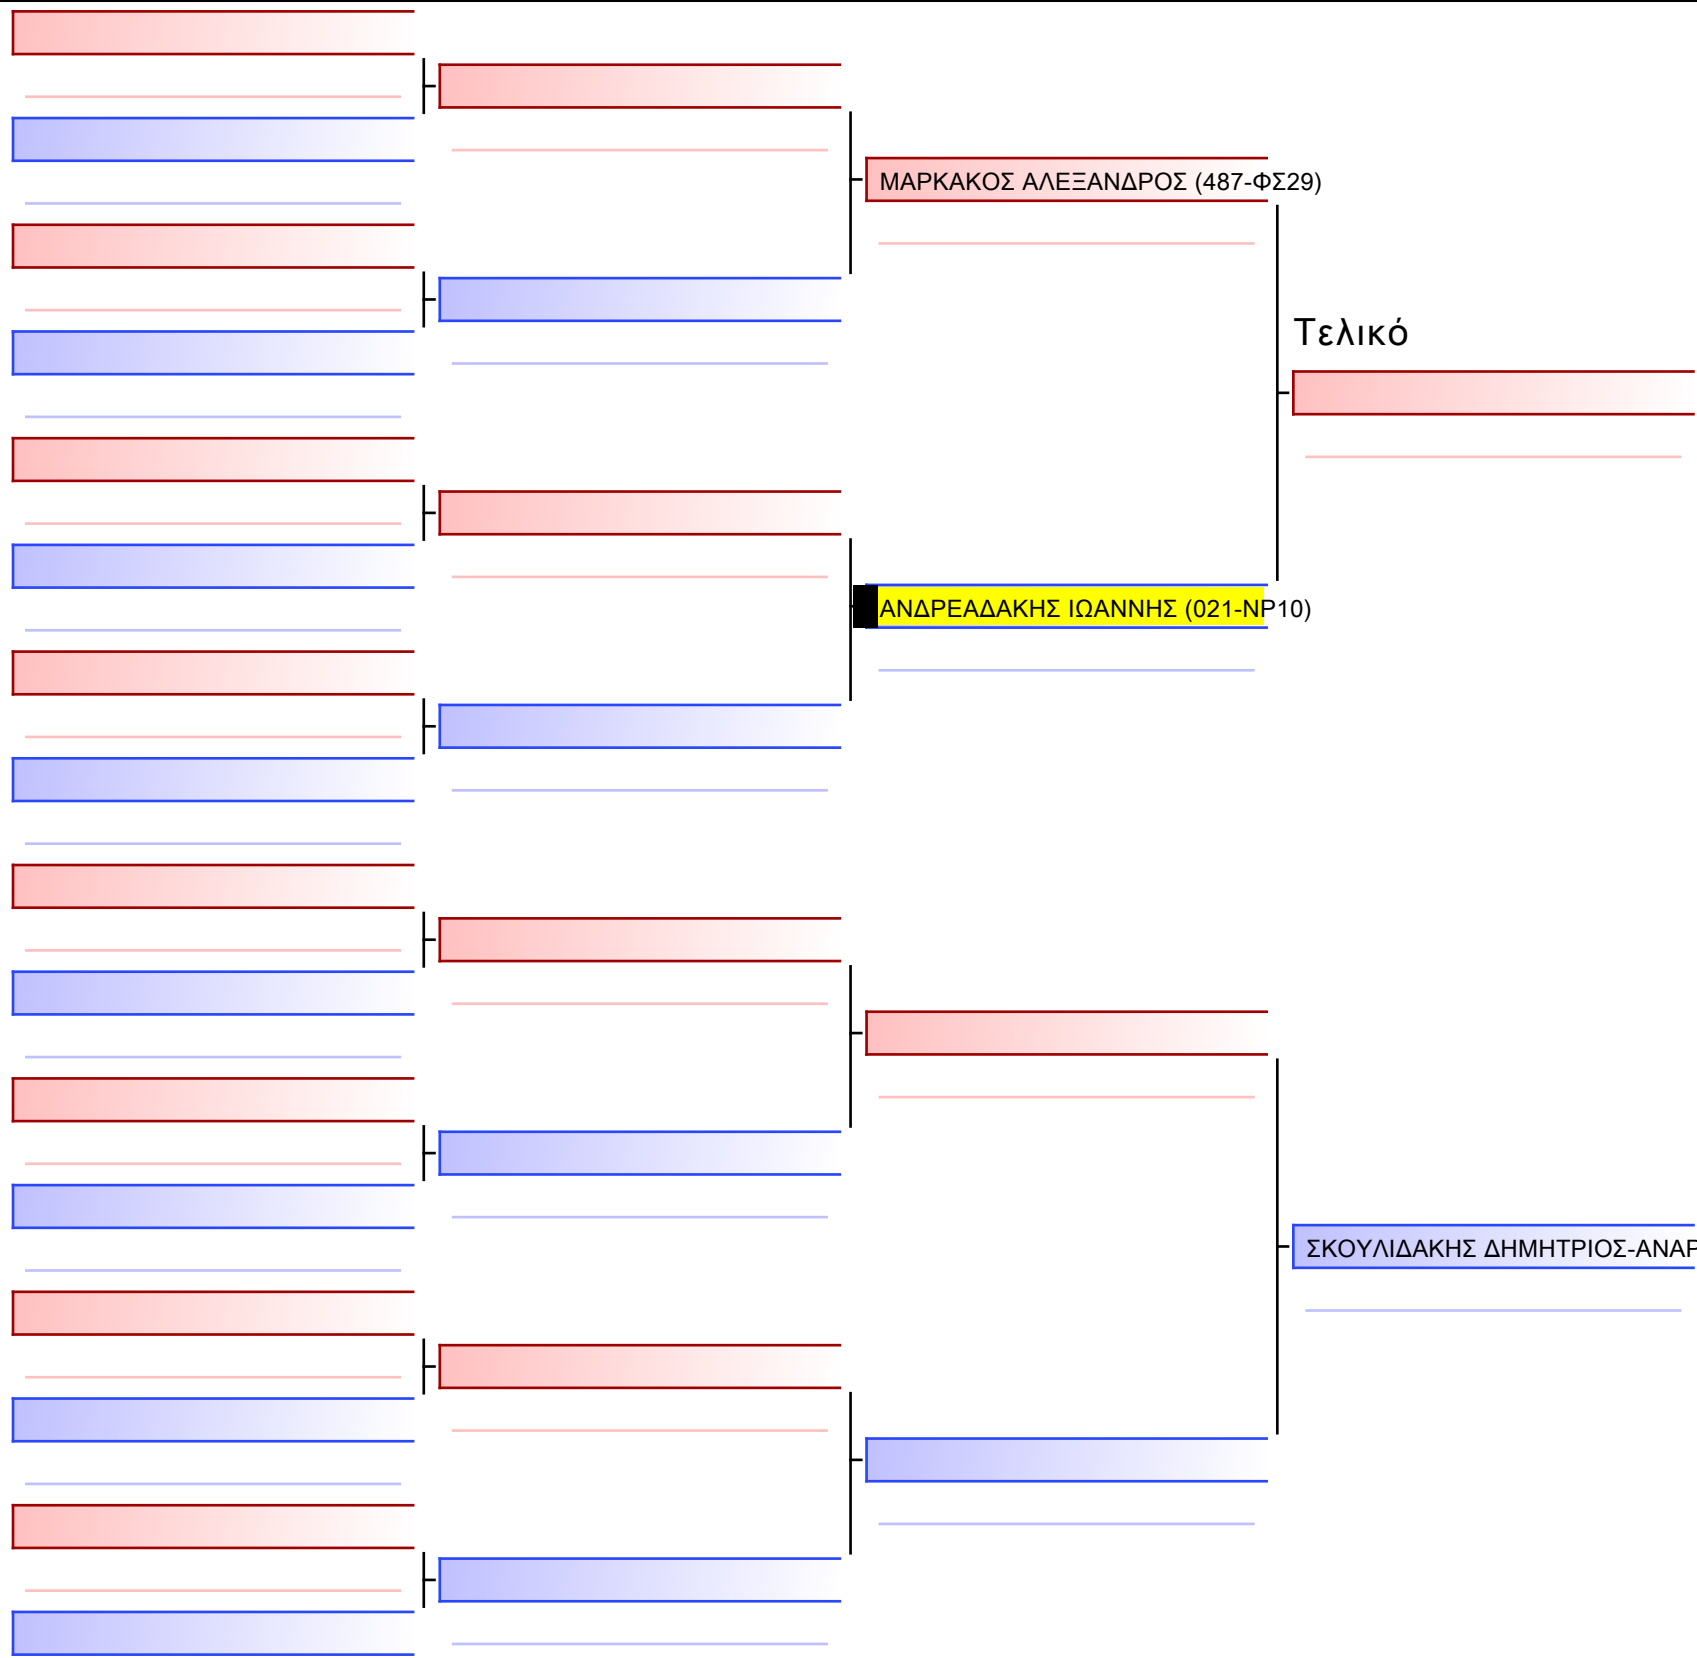 ΜΑΡΚΑΚΟΣ ΑΛΕΞΑΝΔΡΟΣ (487-ΦΣ29)
Τελικό
ΑΝΔΡΕΑΔΑΚΗΣ ΙΩΑΝΝΗΣ (021-ΝΡ10)
ΣΚΟΥΛΙΔΑΚΗΣ ΔΗΜΗΤΡΙΟΣ-ΑΝΑΡ